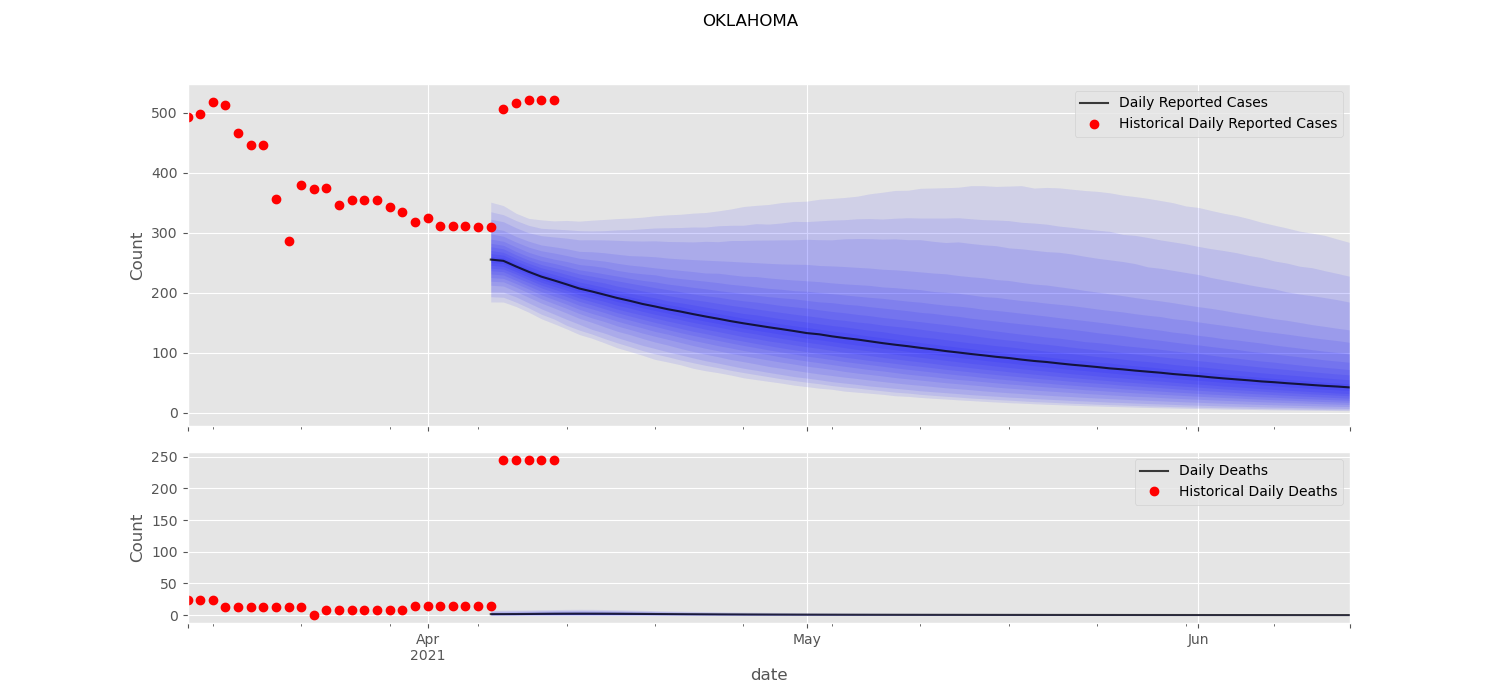 OKLAHOMA
500
400
300
200
100
0
Count
Daily Reported Cases
Historical Daily Reported Cases
250
200
150
100
50
0
Count
Daily Deaths
Historical Daily Deaths
Apr
2021
May
Jun
date